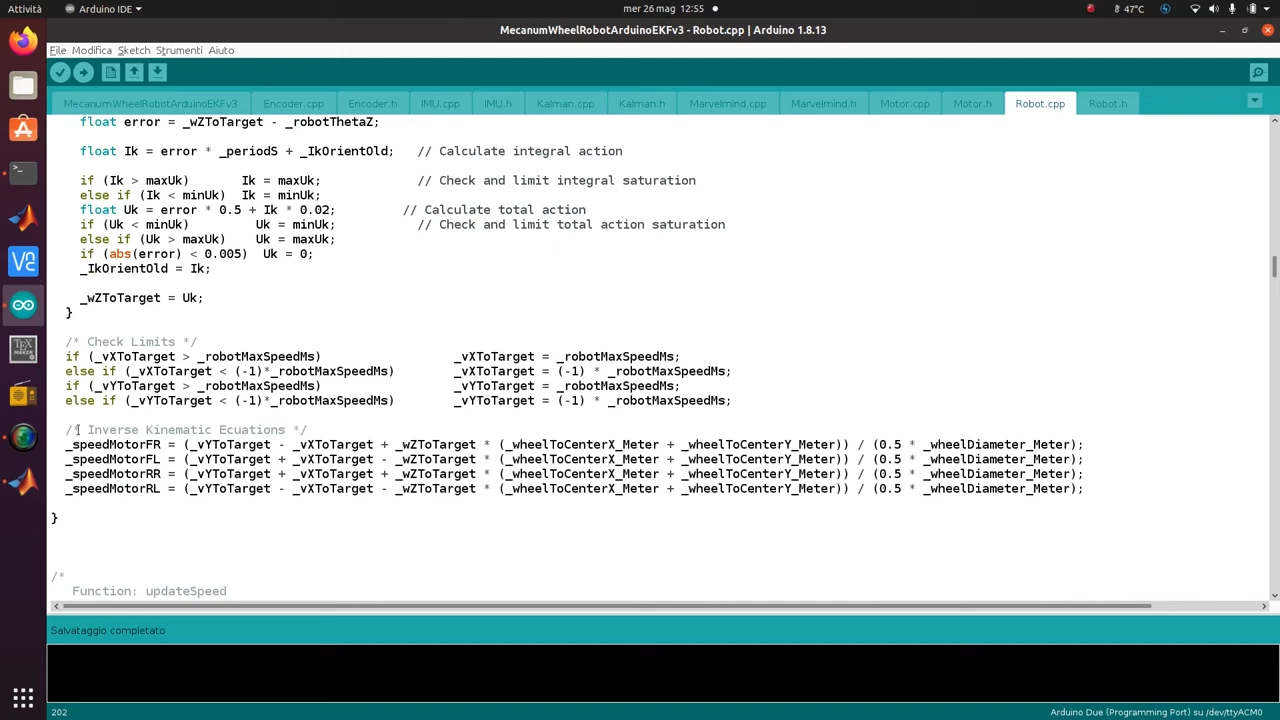 Attività
Arduino IDE
mer 26 mag 12:55
47°C
MecanumWheelRobotArduinoEKFv3 - Robot.cpp | Arduino 1.8.13
File Modifica Sketch Strumenti Aiuto
MecanumWheelRobotArduinoEKFv3 Encoder.cpp Encoder.h IMU.cpp IMU.h Kalman.cpp Kalman.h Marvelmind.cpp Marvelmind.h Motor.cpp Motor.h Robot.cpp Robot.h
float error = _wZToTarget - _robotThetaZ;
float Ik = error * _periodS + _IkOrientOld; // Calculate integral action
if (Ik > maxUk) Ik = maxUk; // Check and limit integral saturation
else if (Ik < minUk) Ik = minUk;
float Uk = error * 0.5 + Ik * 0.02; // Calculate total action
if (Uk < minUk) Uk = minUk; // Check and limit total action saturation
else if (Uk > maxUk) Uk = maxUk;
if (abs(error) < 0.005) Uk = 0;
_IkOrientOld = Ik;
_wZToTarget = Uk;
}
/* Check Limits */
if (_vXToTarget > _robotMaxSpeedMs) _vXToTarget = _robotMaxSpeedMs;
else if (_vXToTarget < (-1)*_robotMaxSpeedMs) _vXToTarget = (-1) * _robotMaxSpeedMs;
if (_vYToTarget > _robotMaxSpeedMs) _vYToTarget = _robotMaxSpeedMs;
else if (_vYToTarget < (-1)*_robotMaxSpeedMs) _vYToTarget = (-1) * _robotMaxSpeedMs;
/* Inverse Kinematic Ecuations */
_speedMotorFR = (_vYToTarget - _vXToTarget + _wZToTarget * (_wheelToCenterX_Meter + _wheelToCenterY_Meter)) / (0.5 * _wheelDiameter_Meter);
_speedMotorFL = (_vYToTarget + _vXToTarget - _wZToTarget * (_wheelToCenterX_Meter + _wheelToCenterY_Meter)) / (0.5 * _wheelDiameter_Meter);
_speedMotorRR = (_vYToTarget + _vXToTarget + _wZToTarget * (_wheelToCenterX_Meter + _wheelToCenterY_Meter)) / (0.5 * _wheelDiameter_Meter);
_speedMotorRL = (_vYToTarget - _vXToTarget - _wZToTarget * (_wheelToCenterX_Meter + _wheelToCenterY_Meter)) / (0.5 * _wheelDiameter_Meter);
}
/*
Function: updateSpeed
Salvataggio completato
202
Arduino Due (Programming Port) su /dev/ttyACM0